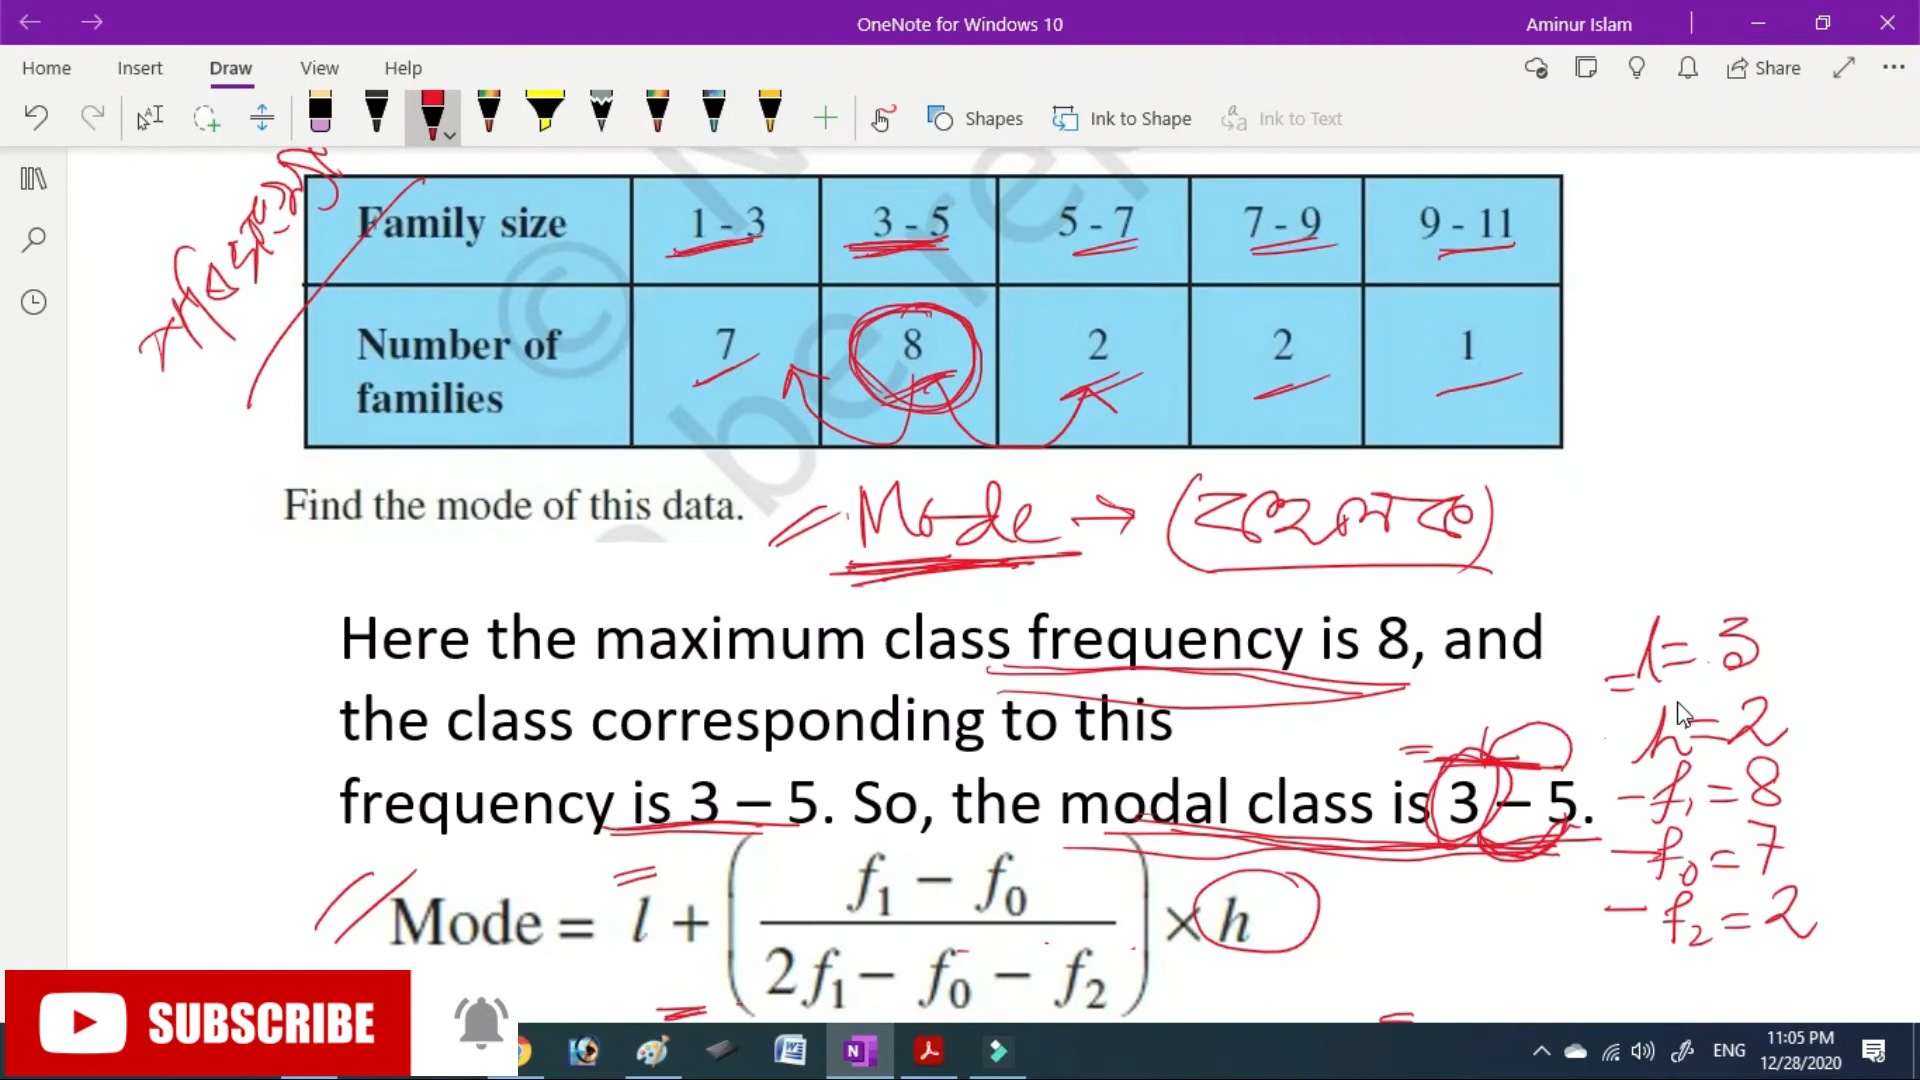 OneNote for Windows 10 Aminur Islam
Home Insert Draw View Help Share
Shapes Ink to Shape Ink to Text
Family size 1 - 3 3 - 5 5 - 7 7 - 9 9 - 11
Number of families 7 8 2 2 1
Find the mode of this data. Mode →
Here the maximum class frequency is 8, and
the class corresponding to this
frequency is 3 – 5. So, the modal class is 3 – 5.
l = 3
h = 2
f₁ = 8
f₀ = 7
f₂ = 2
Mode = l + ( (f₁ − f₀) / (2f₁ − f₀ − f₂) ) × h
SUBSCRIBE
ENG 11:05 PM
12/28/2020